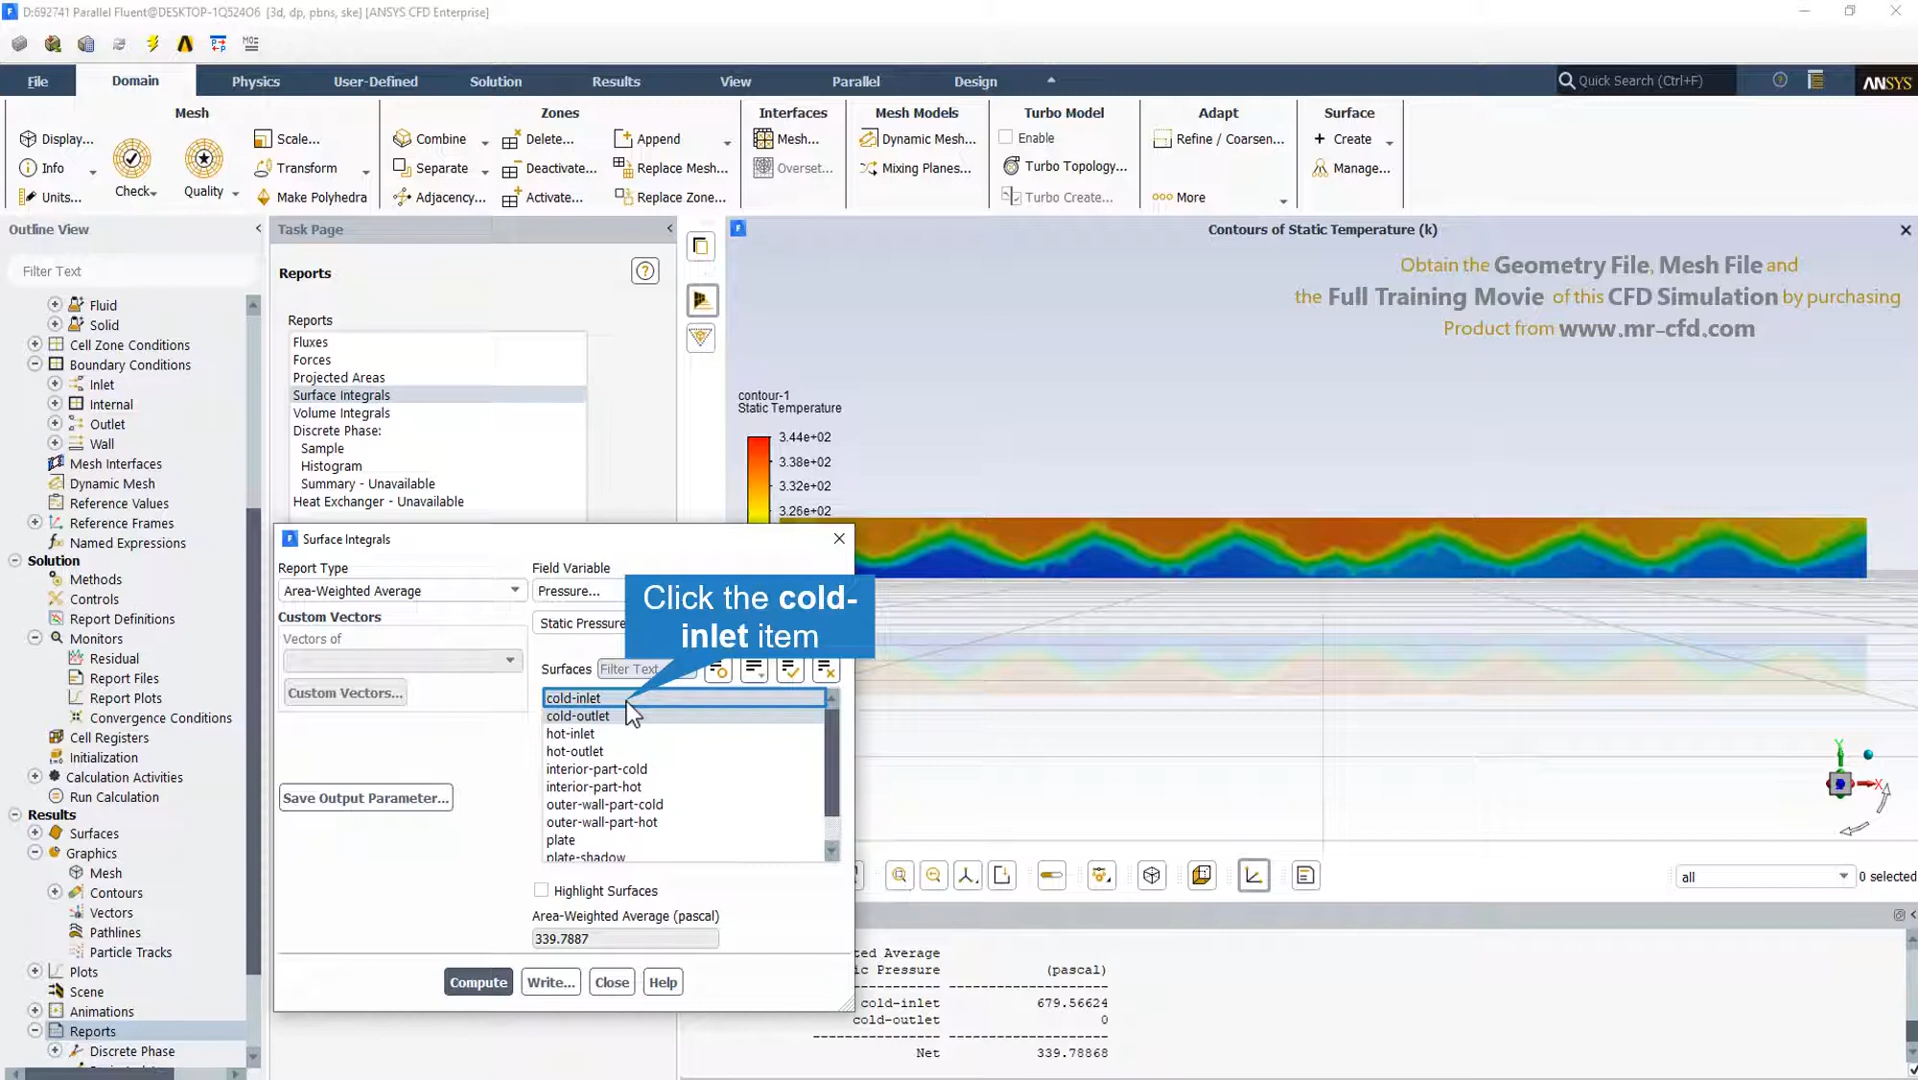 D:692741 Parallel Fluent@DESKTOP-1Q524O6 [3d, dp, pbns, ske] [ANSYS CFD Enterprise]
File
Domain
Physics
User-Defined
Solution
Results
View
Parallel
Design
Quick Search (Ctrl+F)
ANSYS
Mesh
Display...
Info
Units...
Check
Quality
Scale...
Transform
Make Polyhedra
Zones
Combine
Separate
Adjacency...
Delete...
Deactivate...
Activate...
Append
Replace Mesh...
Replace Zone...
Interfaces
Mesh...
Overset...
Mesh Models
Dynamic Mesh...
Mixing Planes...
Turbo Model
Enable
Turbo Topology...
Turbo Create...
Adapt
Refine / Coarsen...
More
Surface
Create
Manage...
Outline View
Filter Text
Fluid
Solid
Cell Zone Conditions
Boundary Conditions
Inlet
Internal
Outlet
Wall
Mesh Interfaces
Dynamic Mesh
Reference Values
Reference Frames
Named Expressions
Solution
Methods
Controls
Report Definitions
Monitors
Residual
Report Files
Report Plots
Convergence Conditions
Cell Registers
Initialization
Calculation Activities
Run Calculation
Results
Surfaces
Graphics
Mesh
Contours
Vectors
Pathlines
Particle Tracks
Plots
Scene
Animations
Reports
Discrete Phase
Task Page
Reports
Reports
Fluxes
Forces
Projected Areas
Surface Integrals
Volume Integrals
Discrete Phase:
Sample
Histogram
Summary - Unavailable
Heat Exchanger - Unavailable
Surface Integrals
Report Type
Area-Weighted Average
Custom Vectors
Vectors of
Custom Vectors...
Save Output Parameter...
Field Variable
Pressure...
Static Pressure
Surfaces
Filter Text
cold-inlet
cold-outlet
hot-inlet
hot-outlet
interior-part-cold
interior-part-hot
outer-wall-part-cold
outer-wall-part-hot
plate
plate-shadow
Highlight Surfaces
Area-Weighted Average (pascal)
339.7887
Compute
Write...
Close
Help
Click the cold-
inlet item
Contours of Static Temperature (k)
Obtain the Geometry File, Mesh File and
the Full Training Movie of this CFD Simulation by purchasing
Product from www.mr-cfd.com
contour-1
Static Temperature
3.44e+02
3.38e+02
3.32e+02
3.26e+02
Y
X
all
0 selected
ted Average
ic Pressure (pascal)
-------------------- --------------------
cold-inlet 679.56624
cold-outlet 0
-------------------- --------------------
Net 339.78868